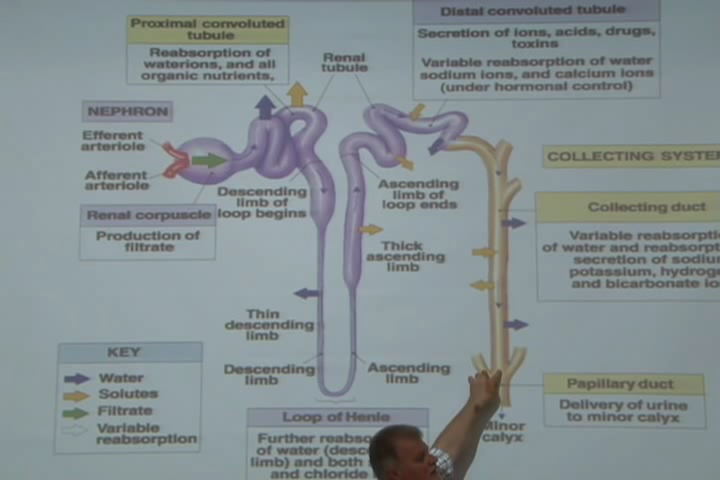 Proximal convoluted
tubule
Reabsorption of
waterions, and all
organic nutrients,
Distal convoluted tubule
Secretion of ions, acids, drugs,
toxins
Variable reabsorption of water
sodium ions, and calcium ions
(under hormonal control)
Renal
tubule
NEPHRON
Efferent
arteriole
Afferent
arteriole
Renal corpuscle
Production of
filtrate
Descending
limb of
loop begins
Ascending
limb of
loop ends
Thick
ascending
limb
Thin
descending
limb
Descending
limb
Ascending
limb
COLLECTING SYSTE
Collecting duct
Variable reabsorpti
of water and reabsorpt
secretion of sodiu
potassium, hydroge
and bicarbonate io
KEY
Water
Solutes
Filtrate
Variable
reabsorption
Loop of Henle
Further reabso
of water (desc
limb) and both
and chloride
Papillary duct
Delivery of urine
to minor calyx
Minor
calyx